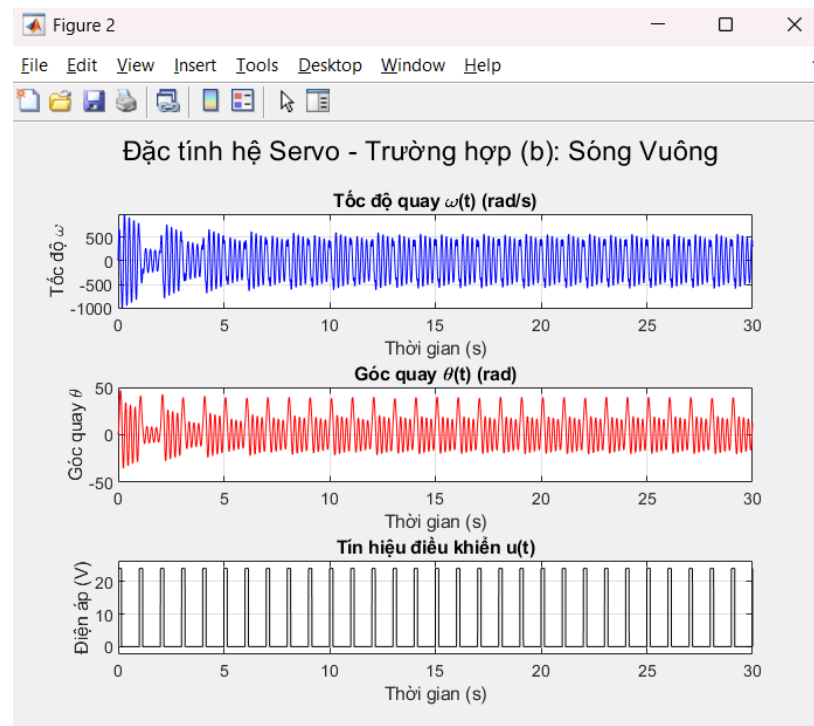 Figure 2
File Edit View Insert Tools Desktop Window Help
Đặc tính hệ Servo - Trường hợp (b): Sóng Vuông
Tốc độ quay ω(t) (rad/s)
Tốc độ ω
500
0
-500
-1000
0 5 10 15 20 25 30
Thời gian (s)
Góc quay θ(t) (rad)
Góc quay θ
50
0
-50
0 5 10 15 20 25 30
Thời gian (s)
Tín hiệu điều khiển u(t)
Điện áp (V)
20
10
0
0 5 10 15 20 25 30
Thời gian (s)